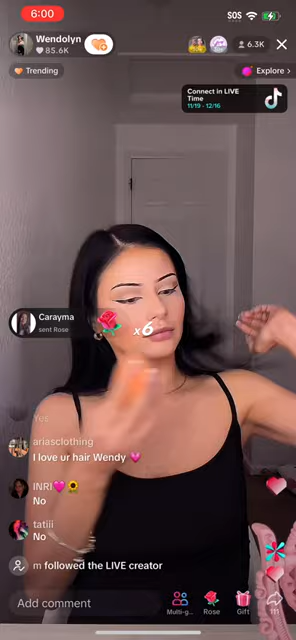 6:00
SOS
Wendolyn
85.6K
6.3K
Trending
Explore >
Connect in LIVE
Time
11/19 - 12/16
Carayma
sent Rose
x6
Yes
ariasclothing
I love ur hair Wendy 💗
INRI💗🌻
No
tatiii
No
m followed the LIVE creator
Add comment
Multi-g...
Rose
Gift
111